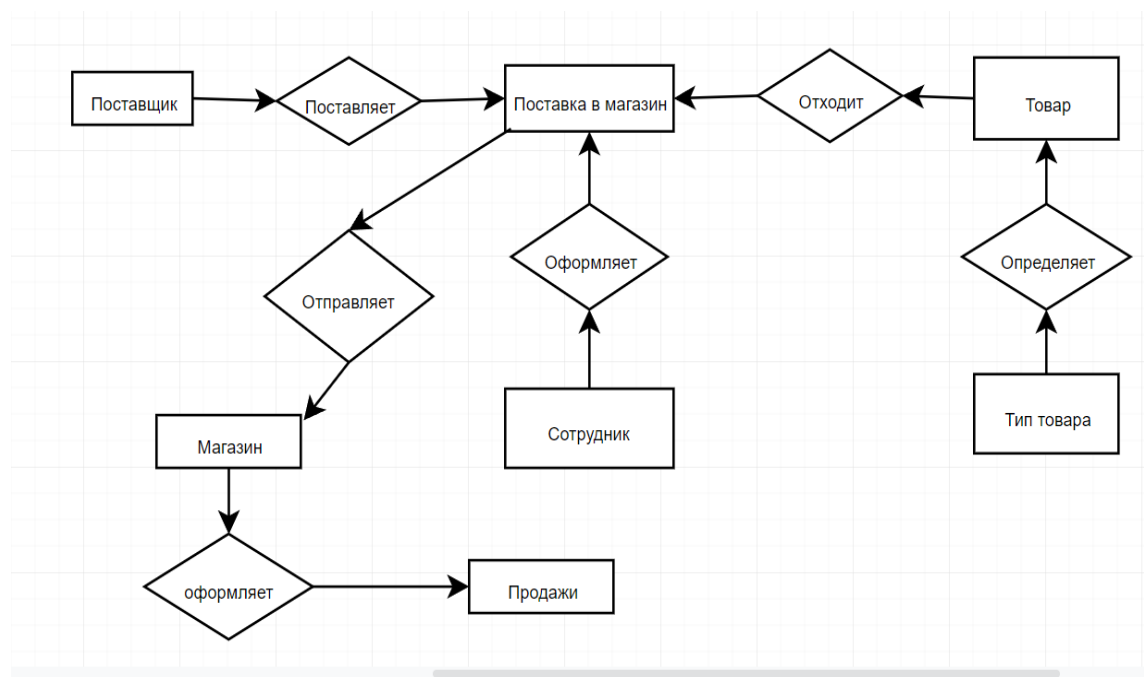 Поставщик
Поставляет
Поставка в магазин
Отходит
Товар
Отправляет
Оформляет
Определяет
Магазин
Сотрудник
Тип товара
оформляет
Продажи